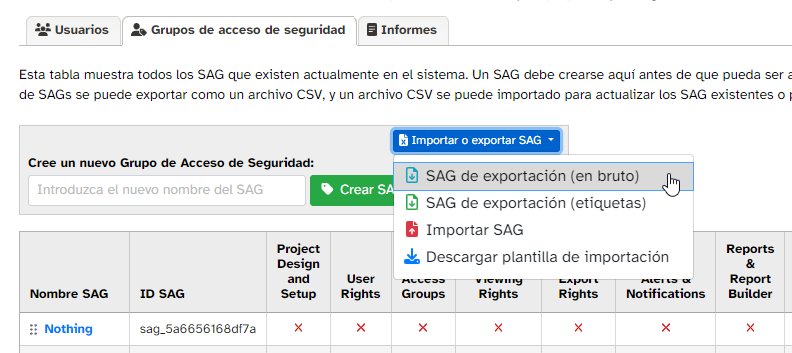 Usuarios
Grupos de acceso de seguridad
Informes
Esta tabla muestra todos los SAG que existen actualmente en el sistema. Un SAG debe crearse aquí antes de que pueda ser
de SAGs se puede exportar como un archivo CSV, y un archivo CSV se puede importado para actualizar los SAG existentes o
Importar o exportar SAG
Cree un nuevo Grupo de Acceso de Seguridad:
Introduzca el nuevo nombre del SAG
Crear
SAG de exportación (en bruto)
SAG de exportación (etiquetas)
Importar SAG
Descargar plantilla de importación
Nombre SAG
ID SAG
Project Design and Setup
User Rights
Access Groups
Viewing Rights
Export Rights
Alerts & Notifications
Reports & Report Builder
Nothing
sag_5a6656168df7a